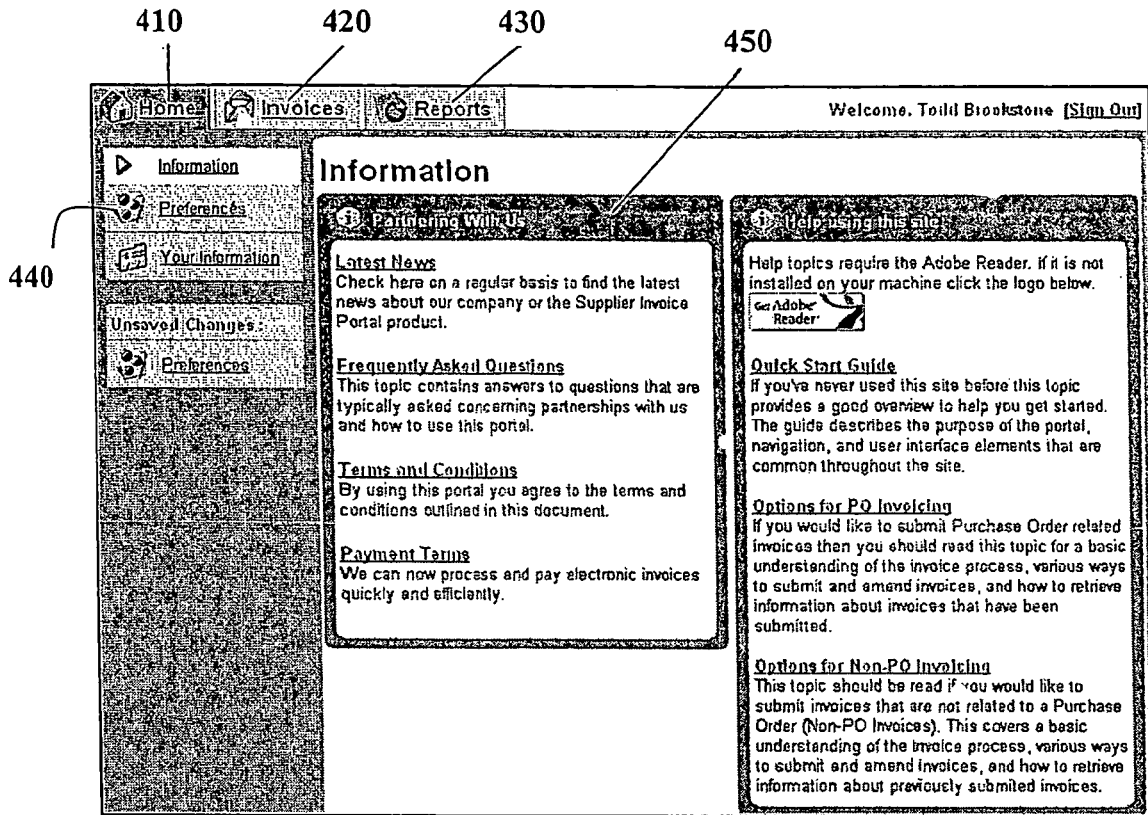 410 420 430 450
Home Invoices Reports Welcome, Todd Brookstone [Sign Out]
Information
Preferences
Your Information
440
Unsaved Changes:
Preferences
Information
Partnering With Us
Latest News
Check here on a regular basis to find the latest
news about our company or the Supplier Invoice
Portal product.
Frequently Asked Questions
This topic contains answers to questions that are
typically asked concerning partnerships with us
and how to use this portal.
Terms and Conditions
By using this portal you agree to the terms and
conditions outlined in this document.
Payment Terms
We can now process and pay electronic invoices
quickly and efficiently.
Help using this site
Help topics require the Adobe Reader. If it is not
installed on your machine click the logo below.
Get Adobe
Reader
Quick Start Guide
If you've never used this site before this topic
provides a good overview to help you get started.
The guide describes the purpose of the portal,
navigation, and user interface elements that are
common throughout the site.
Options for PO Invoicing
If you would like to submit Purchase Order related
invoices then you should read this topic for a basic
understanding of the invoice process, various ways
to submit and amend invoices, and how to retrieve
information about invoices that have been
submitted.
Options for Non-PO Invoicing
This topic should be read if you would like to
submit invoices that are not related to a Purchase
Order (Non-PO Invoices). This covers a basic
understanding of the invoice process, various ways
to submit and amend invoices, and how to retrieve
information about previously submited invoices.